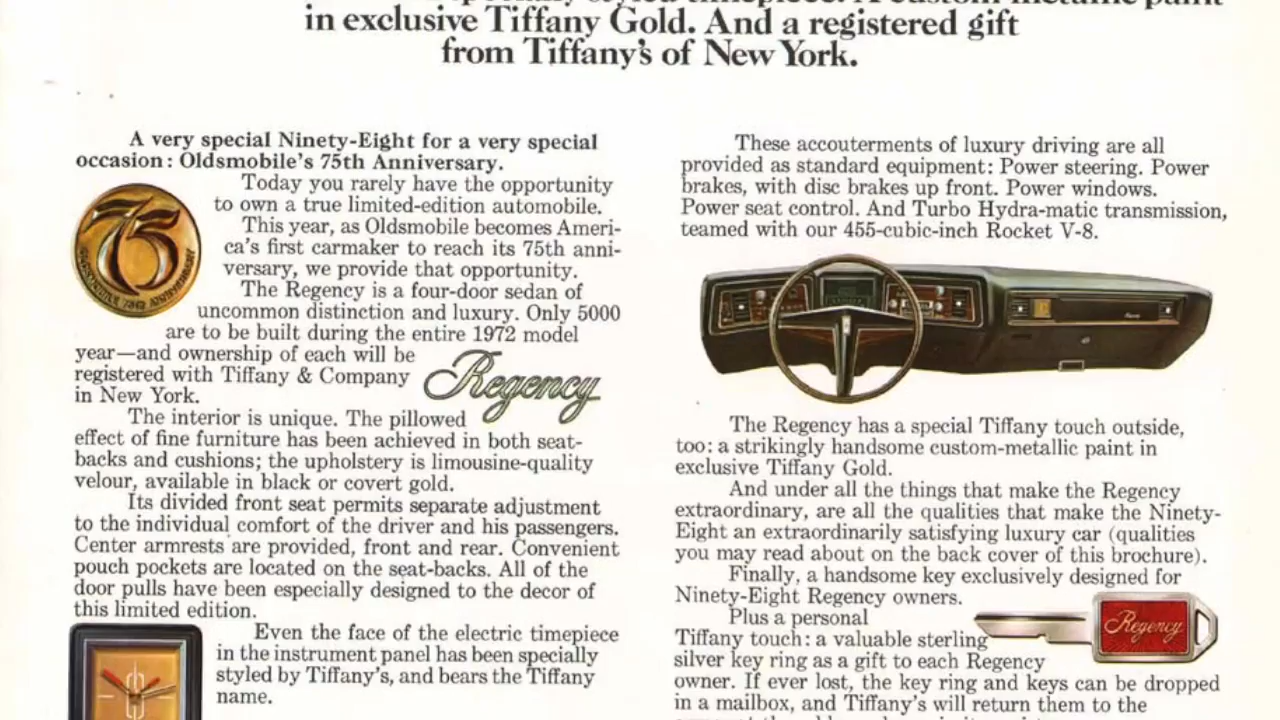 in exclusive Tiffany Gold. And a registered gift
from Tiffany's of New York.
A very special Ninety-Eight for a very special
occasion: Oldsmobile's 75th Anniversary.
Today you rarely have the opportunity
to own a true limited-edition automobile.
This year, as Oldsmobile becomes Ameri-
ca's first carmaker to reach its 75th anni-
versary, we provide that opportunity.
The Regency is a four-door sedan of
uncommon distinction and luxury. Only 5000
are to be built during the entire 1972 model
year—and ownership of each will be
registered with Tiffany & Company
in New York.
The interior is unique. The pillowed
effect of fine furniture has been achieved in both seat-
backs and cushions; the upholstery is limousine-quality
velour, available in black or covert gold.
Its divided front seat permits separate adjustment
to the individual comfort of the driver and his passengers.
Center armrests are provided, front and rear. Convenient
pouch pockets are located on the seat-backs. All of the
door pulls have been especially designed to the decor of
this limited edition.
Even the face of the electric timepiece
in the instrument panel has been specially
styled by Tiffany's, and bears the Tiffany
name.
75
OLDSMOBILE 75TH ANNIVERSARY
Regency
These accouterments of luxury driving are all
provided as standard equipment: Power steering. Power
brakes, with disc brakes up front. Power windows.
Power seat control. And Turbo Hydra-matic transmission,
teamed with our 455-cubic-inch Rocket V-8.
The Regency has a special Tiffany touch outside,
too: a strikingly handsome custom-metallic paint in
exclusive Tiffany Gold.
And under all the things that make the Regency
extraordinary, are all the qualities that make the Ninety-
Eight an extraordinarily satisfying luxury car (qualities
you may read about on the back cover of this brochure).
Finally, a handsome key exclusively designed for
Ninety-Eight Regency owners.
Plus a personal
Tiffany touch: a valuable sterling
silver key ring as a gift to each Regency
owner. If ever lost, the key ring and keys can be dropped
in a mailbox, and Tiffany's will return them to the
Regency